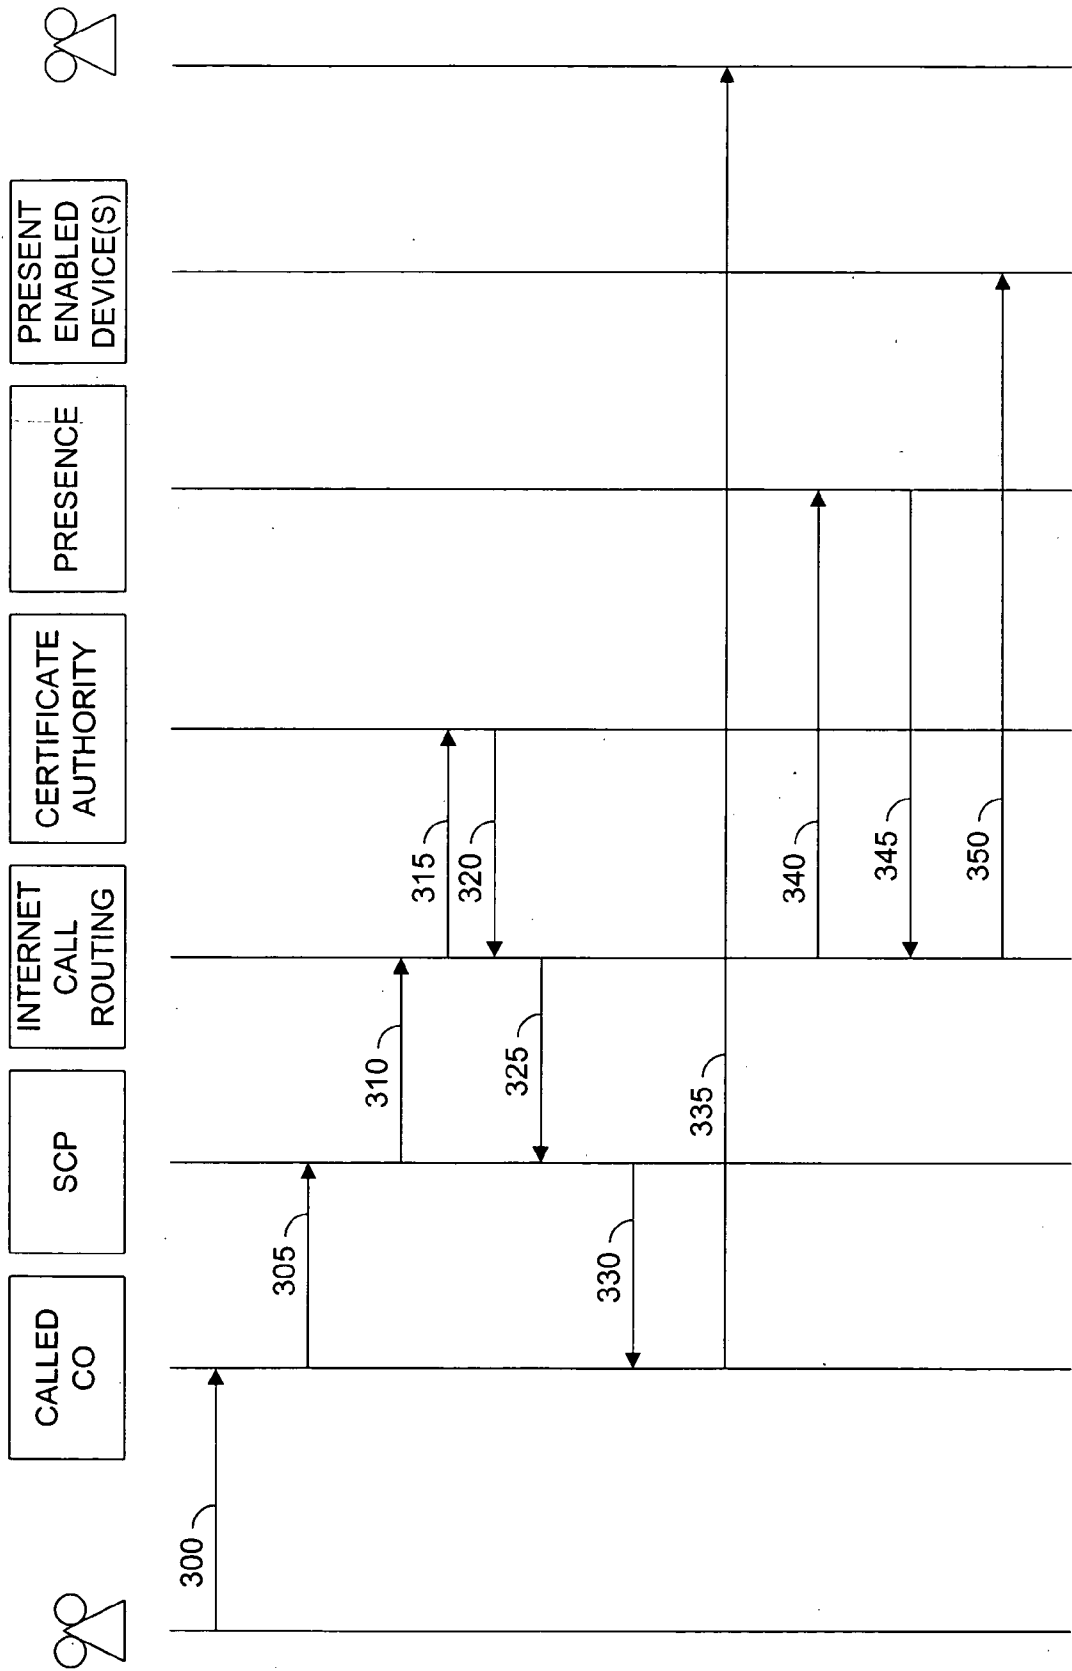 CALLED
CO
SCP
INTERNET
CALL
ROUTING
CERTIFICATE
AUTHORITY
PRESENCE
PRESENT
ENABLED
DEVICE(S)
300
305
310
315
320
325
330
335
340
345
350